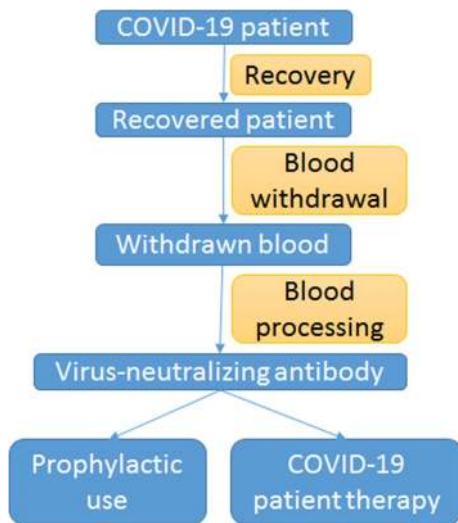 COVID-19 patient
Recovery
Recovered patient
Blood
withdrawal
Withdrawn blood
Blood
processing
Virus-neutralizing antibody
Prophylactic
use
COVID-19
patient therapy